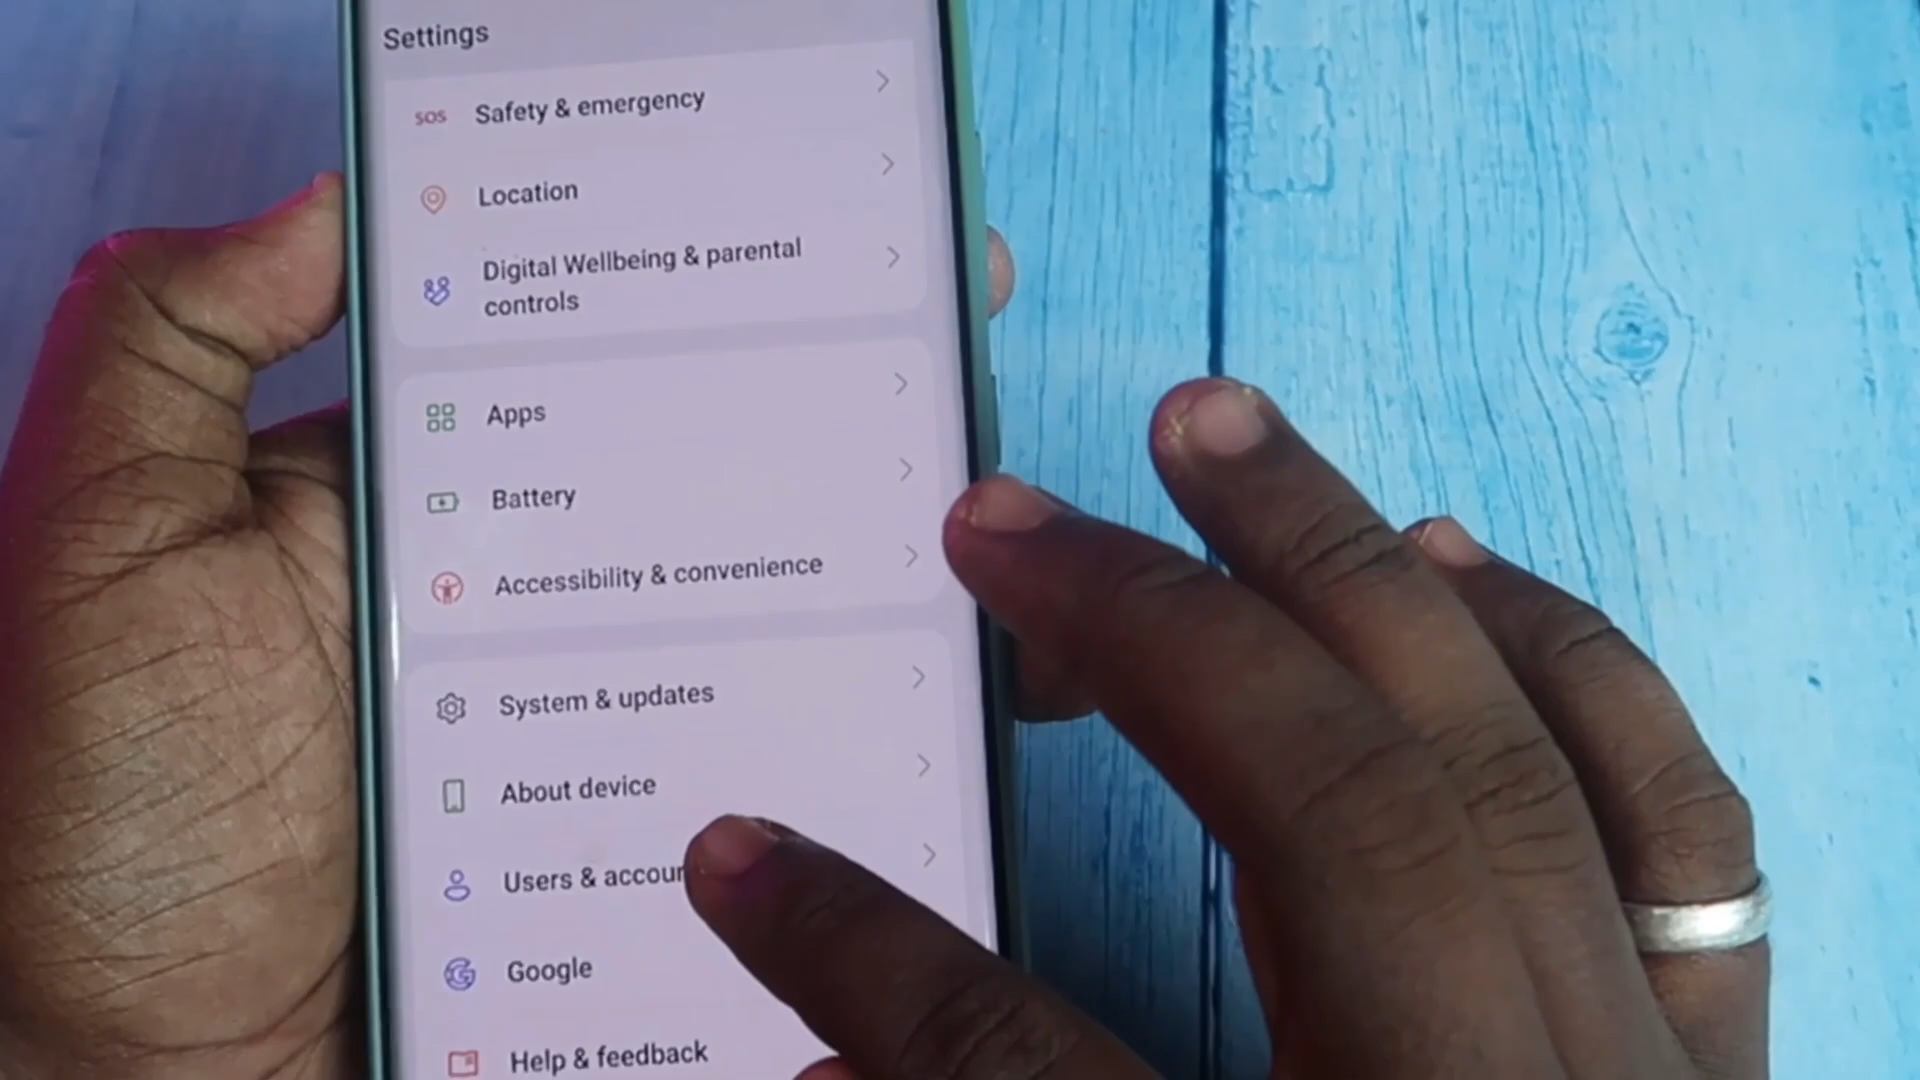 Settings
SOS Safety & emergency
Location
Digital Wellbeing & parental
controls
Apps
Battery
Accessibility & convenience
System & updates
About device
Users & accoun
Google
Help & feedback